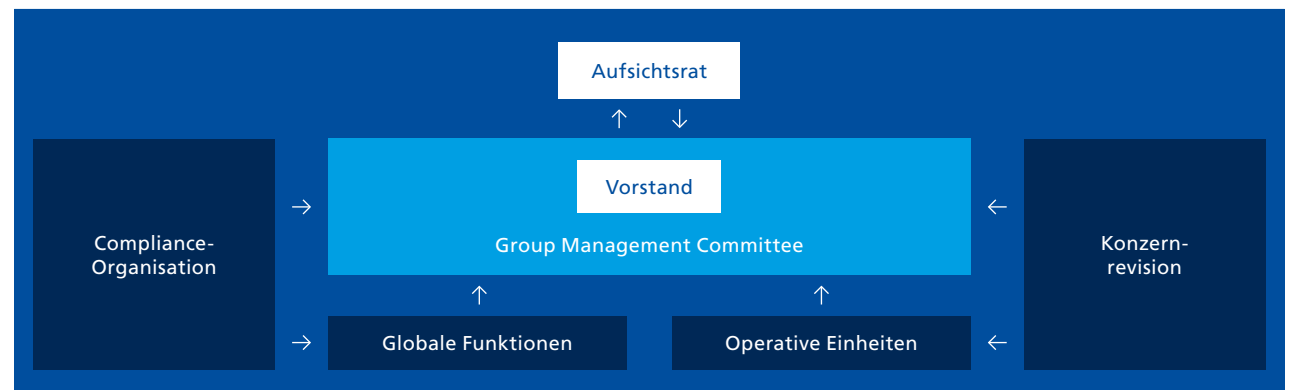 Aufsichtsrat
Vorstand
Group Management Committee
Compliance-
Organisation
Konzern-
revision
Globale Funktionen
Operative Einheiten